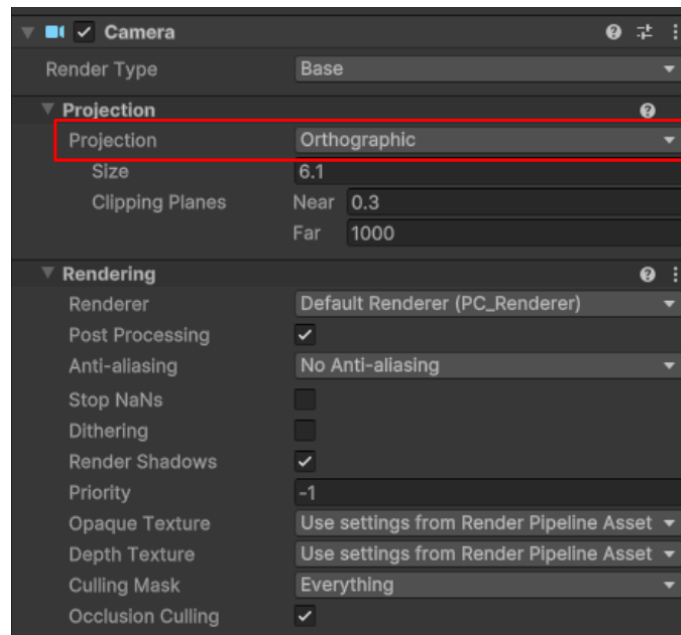 Camera
Render Type Base
Projection
Projection Orthographic
Size 6.1
Clipping Planes Near 0.3
Far 1000
Rendering
Renderer Default Renderer (PC_Renderer)
Post Processing
Anti-aliasing No Anti-aliasing
Stop NaNs
Dithering
Render Shadows
Priority -1
Opaque Texture Use settings from Render Pipeline Asset
Depth Texture Use settings from Render Pipeline Asset
Culling Mask Everything
Occlusion Culling